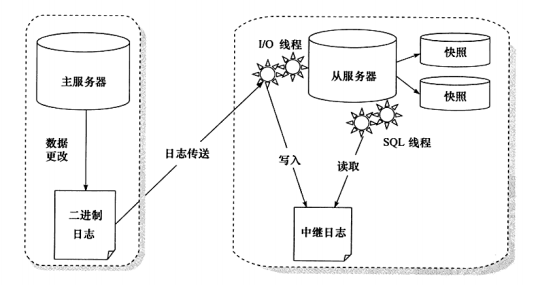 主服务器
数据
更改
二进制
日志
日志传送
I/O 线程
从服务器
快照
快照
SQL 线程
写入
读取
中继日志